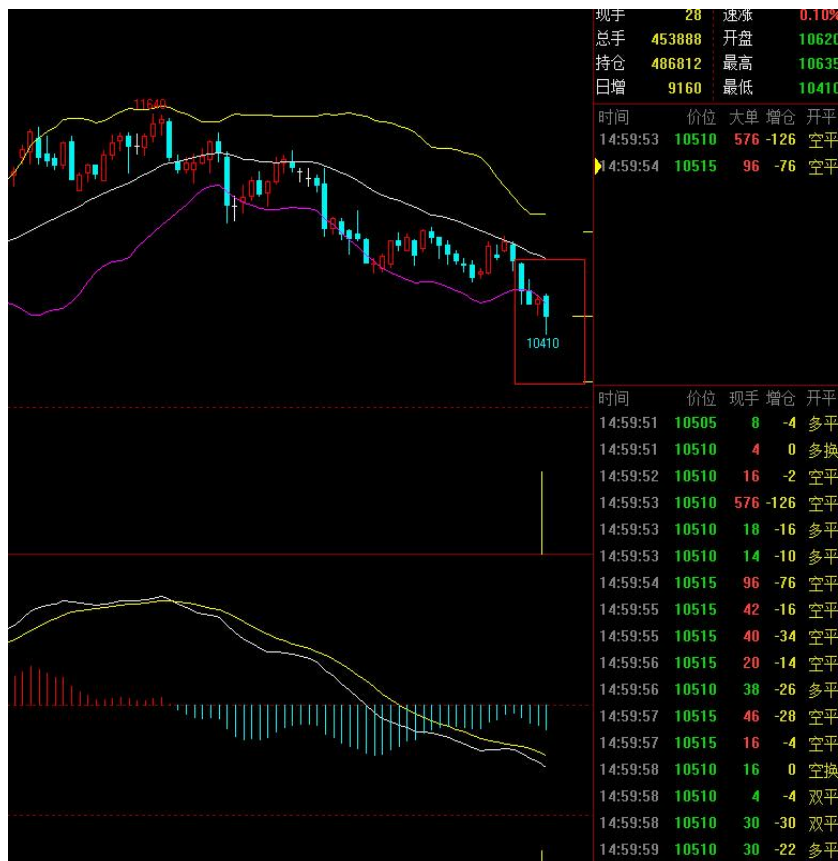 现手 28 速涨 0.10%
总手 453888 开盘 10620
持仓 486812 最高 10635
日增 9160 最低 10410
时间 价位 大单 增仓 开平
14:59:53 10510 576 -126 空平
14:59:54 10515 96 -76 空平
11640
10410
时间 价位 现手 增仓 开平
14:59:51 10505 8 -4 多平
14:59:51 10510 4 0 多换
14:59:52 10510 16 -2 空平
14:59:53 10510 576 -126 空平
14:59:53 10510 18 -16 多平
14:59:53 10510 14 -10 多平
14:59:54 10515 96 -76 空平
14:59:55 10515 42 -16 空平
14:59:55 10515 40 -34 空平
14:59:56 10515 20 -14 空平
14:59:56 10510 38 -26 多平
14:59:57 10515 46 -28 空平
14:59:57 10515 16 -4 空平
14:59:58 10510 16 0 空换
14:59:58 10510 4 -4 双平
14:59:58 10510 30 -30 双平
14:59:59 10510 30 -22 多平